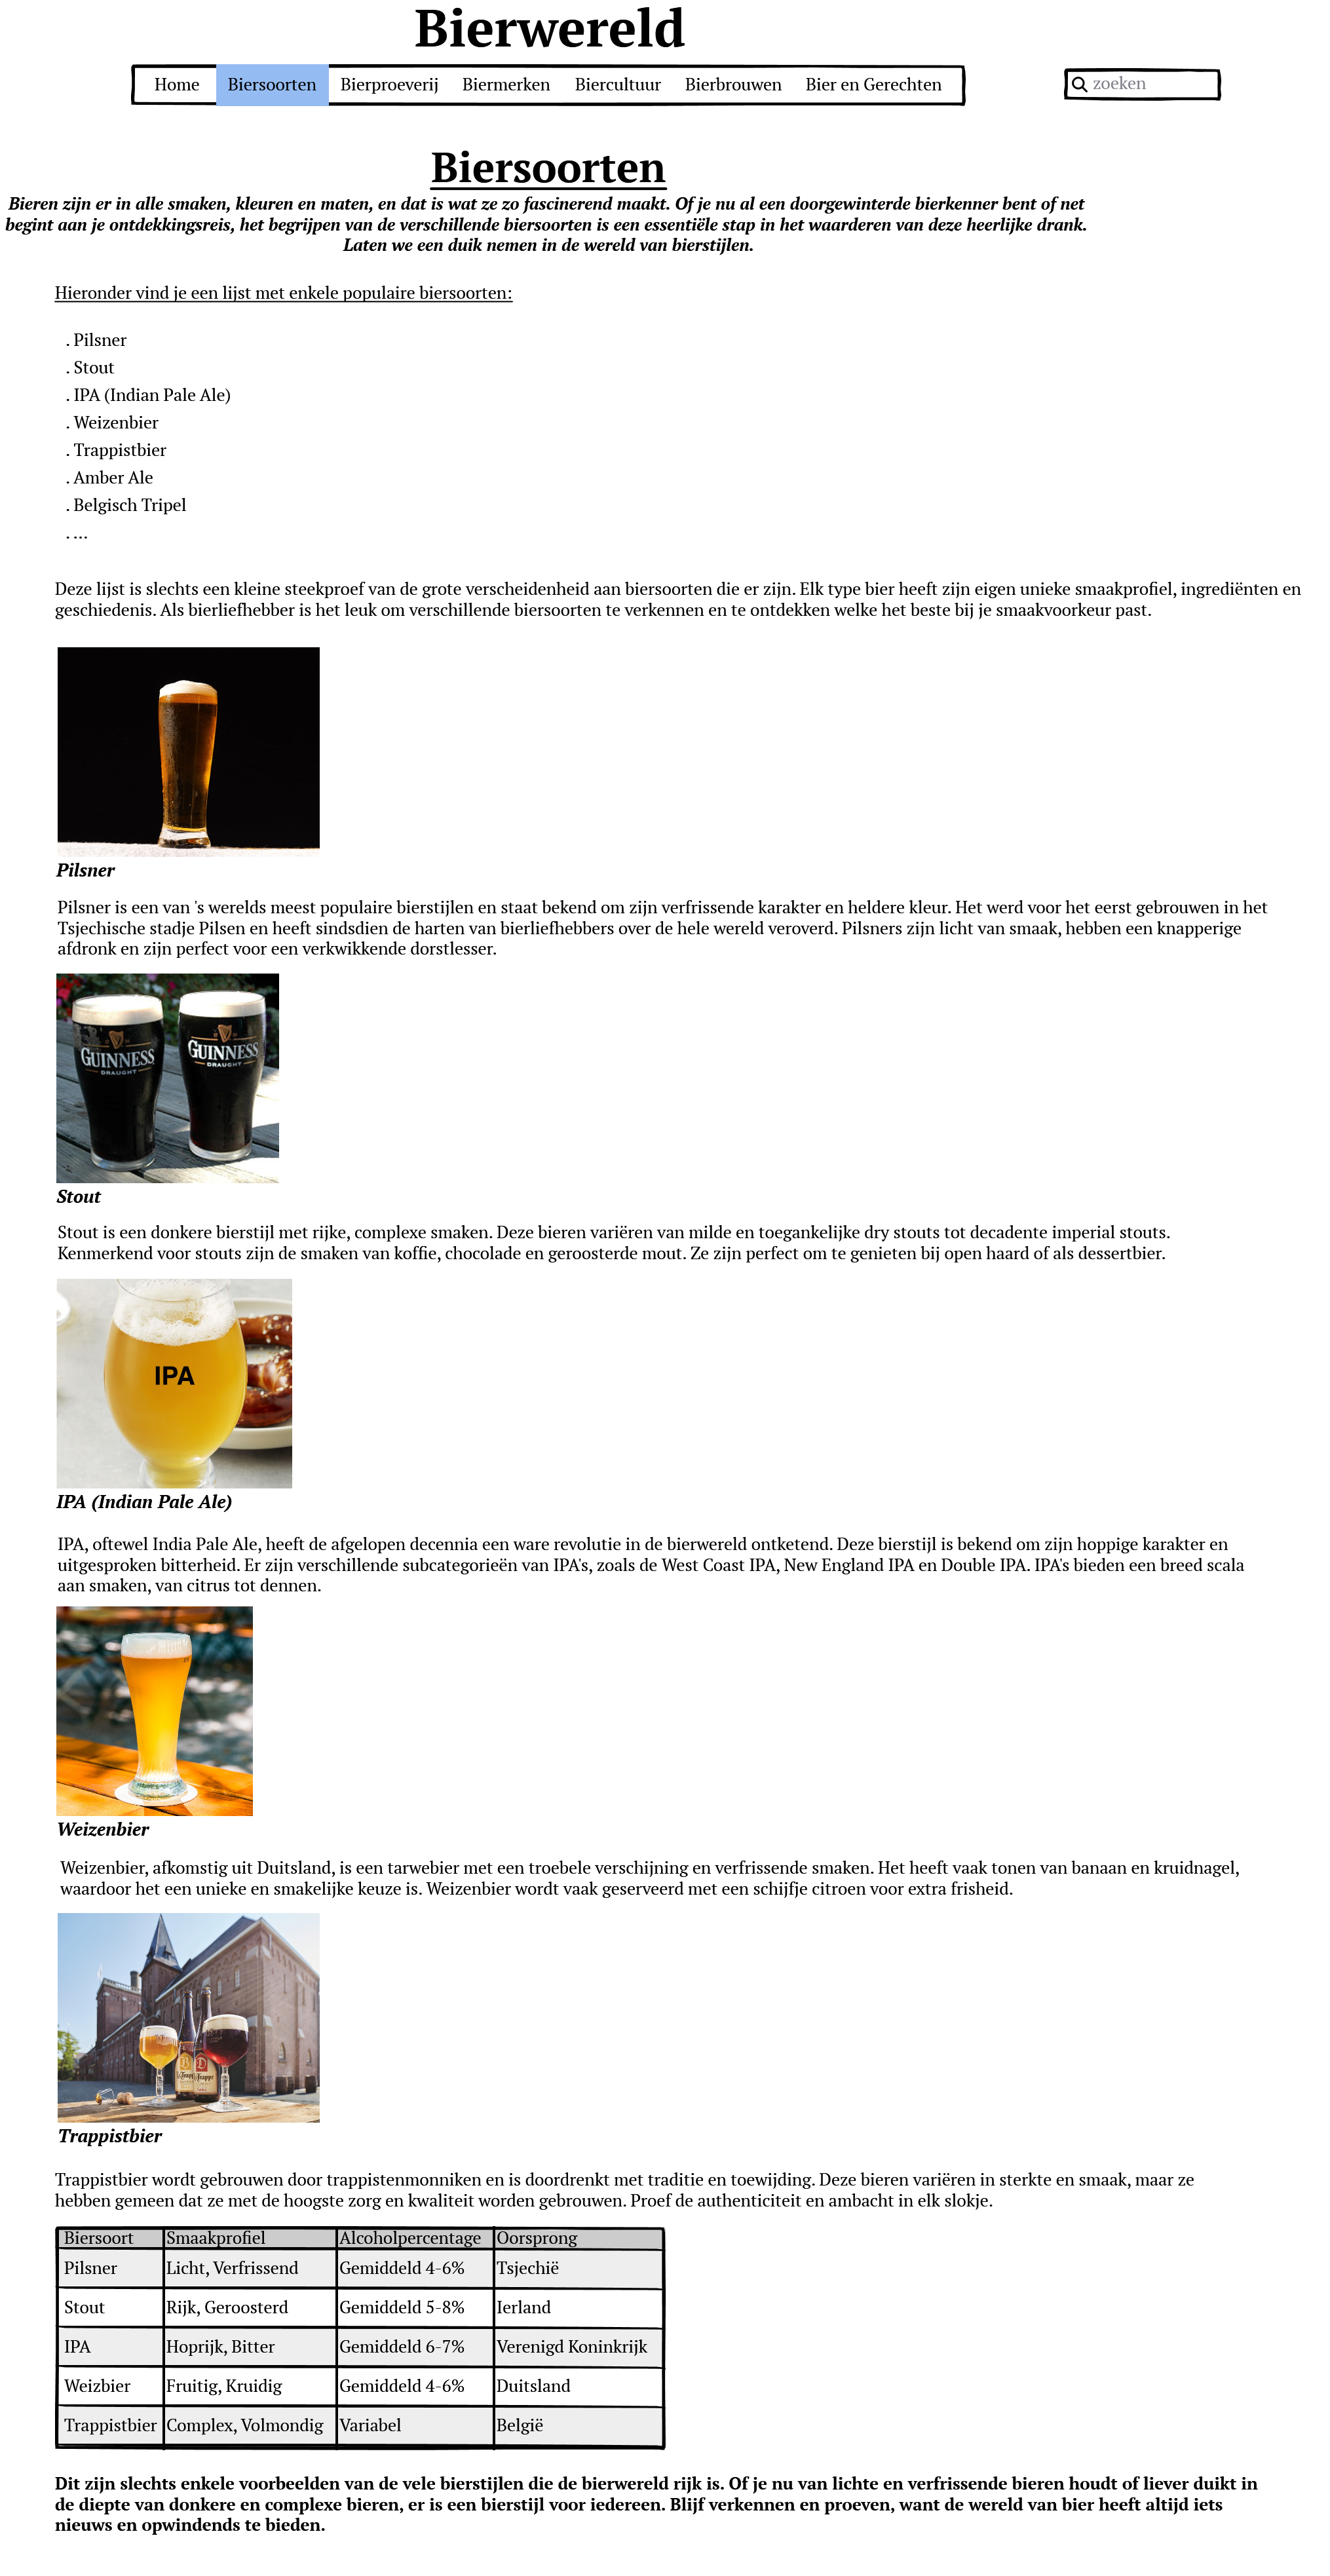 Bierwereld
Home Biersoorten Bierproeverij Biermerken Biercultuur Bierbrouwen Bier en Gerechten
zoeken
Biersoorten
Bieren zijn er in alle smaken, kleuren en maten, en dat is wat ze zo fascinerend maakt. Of je nu al een doorgewinterde bierkenner bent of net
begint aan je ontdekkingsreis, het begrijpen van de verschillende biersoorten is een essentiële stap in het waarderen van deze heerlijke drank.
Laten we een duik nemen in de wereld van bierstijlen.
Hieronder vind je een lijst met enkele populaire biersoorten:
. Pilsner
. Stout
. IPA (Indian Pale Ale)
. Weizenbier
. Trappistbier
. Amber Ale
. Belgisch Tripel
. ...
Deze lijst is slechts een kleine steekproef van de grote verscheidenheid aan biersoorten die er zijn. Elk type bier heeft zijn eigen unieke smaakprofiel, ingrediënten en
geschiedenis. Als bierliefhebber is het leuk om verschillende biersoorten te verkennen en te ontdekken welke het beste bij je smaakvoorkeur past.
Pilsner
Pilsner is een van 's werelds meest populaire bierstijlen en staat bekend om zijn verfrissende karakter en heldere kleur. Het werd voor het eerst gebrouwen in het
Tsjechische stadje Pilsen en heeft sindsdien de harten van bierliefhebbers over de hele wereld veroverd. Pilsners zijn licht van smaak, hebben een knapperige
afdronk en zijn perfect voor een verkwikkende dorstlesser.
GUINNESS GUINNESS
DRAUGHT DRAUGHT
Stout
Stout is een donkere bierstijl met rijke, complexe smaken. Deze bieren variëren van milde en toegankelijke dry stouts tot decadente imperial stouts.
Kenmerkend voor stouts zijn de smaken van koffie, chocolade en geroosterde mout. Ze zijn perfect om te genieten bij open haard of als dessertbier.
IPA
IPA (Indian Pale Ale)
IPA, oftewel India Pale Ale, heeft de afgelopen decennia een ware revolutie in de bierwereld ontketend. Deze bierstijl is bekend om zijn hoppige karakter en
uitgesproken bitterheid. Er zijn verschillende subcategorieën van IPA's, zoals de West Coast IPA, New England IPA en Double IPA. IPA's bieden een breed scala
aan smaken, van citrus tot dennen.
Weizenbier
Weizenbier, afkomstig uit Duitsland, is een tarwebier met een troebele verschijning en verfrissende smaken. Het heeft vaak tonen van banaan en kruidnagel,
waardoor het een unieke en smakelijke keuze is. Weizenbier wordt vaak geserveerd met een schijfje citroen voor extra frisheid.
Trappistbier
Trappistbier wordt gebrouwen door trappistenmonniken en is doordrenkt met traditie en toewijding. Deze bieren variëren in sterkte en smaak, maar ze
hebben gemeen dat ze met de hoogste zorg en kwaliteit worden gebrouwen. Proef de authenticiteit en ambacht in elk slokje.
Biersoort Smaakprofiel Alcoholpercentage Oorsprong
Pilsner Licht, Verfrissend Gemiddeld 4-6% Tsjechië
Stout Rijk, Geroosterd Gemiddeld 5-8% Ierland
IPA Hoprijk, Bitter Gemiddeld 6-7% Verenigd Koninkrijk
Weizbier Fruitig, Kruidig Gemiddeld 4-6% Duitsland
Trappistbier Complex, Volmondig Variabel België
Dit zijn slechts enkele voorbeelden van de vele bierstijlen die de bierwereld rijk is. Of je nu van lichte en verfrissende bieren houdt of liever duikt in
de diepte van donkere en complexe bieren, er is een bierstijl voor iedereen. Blijf verkennen en proeven, want de wereld van bier heeft altijd iets
nieuws en opwindends te bieden.